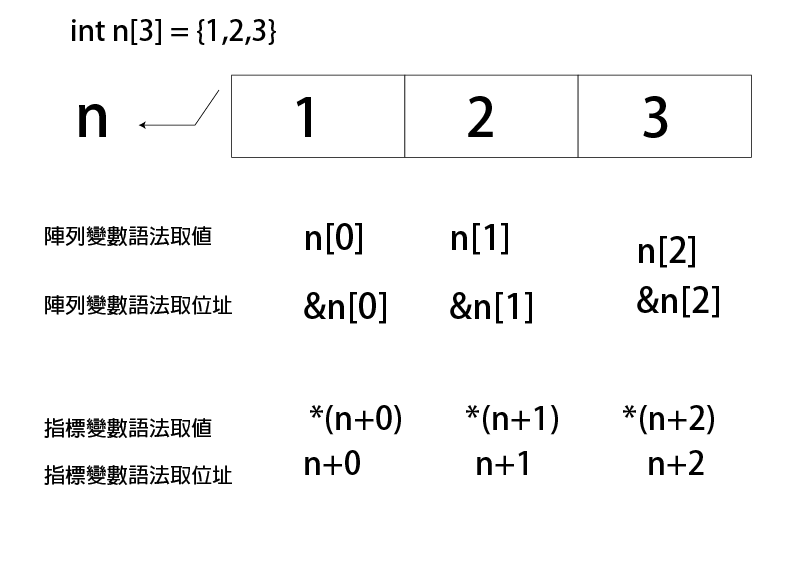 int n[3] = {1,2,3}
n 1 2 3
陣列變數語法取值 n[0] n[1] n[2]
陣列變數語法取位址 &n[0] &n[1] &n[2]
指標變數語法取值 *(n+0) *(n+1) *(n+2)
指標變數語法取位址 n+0 n+1 n+2